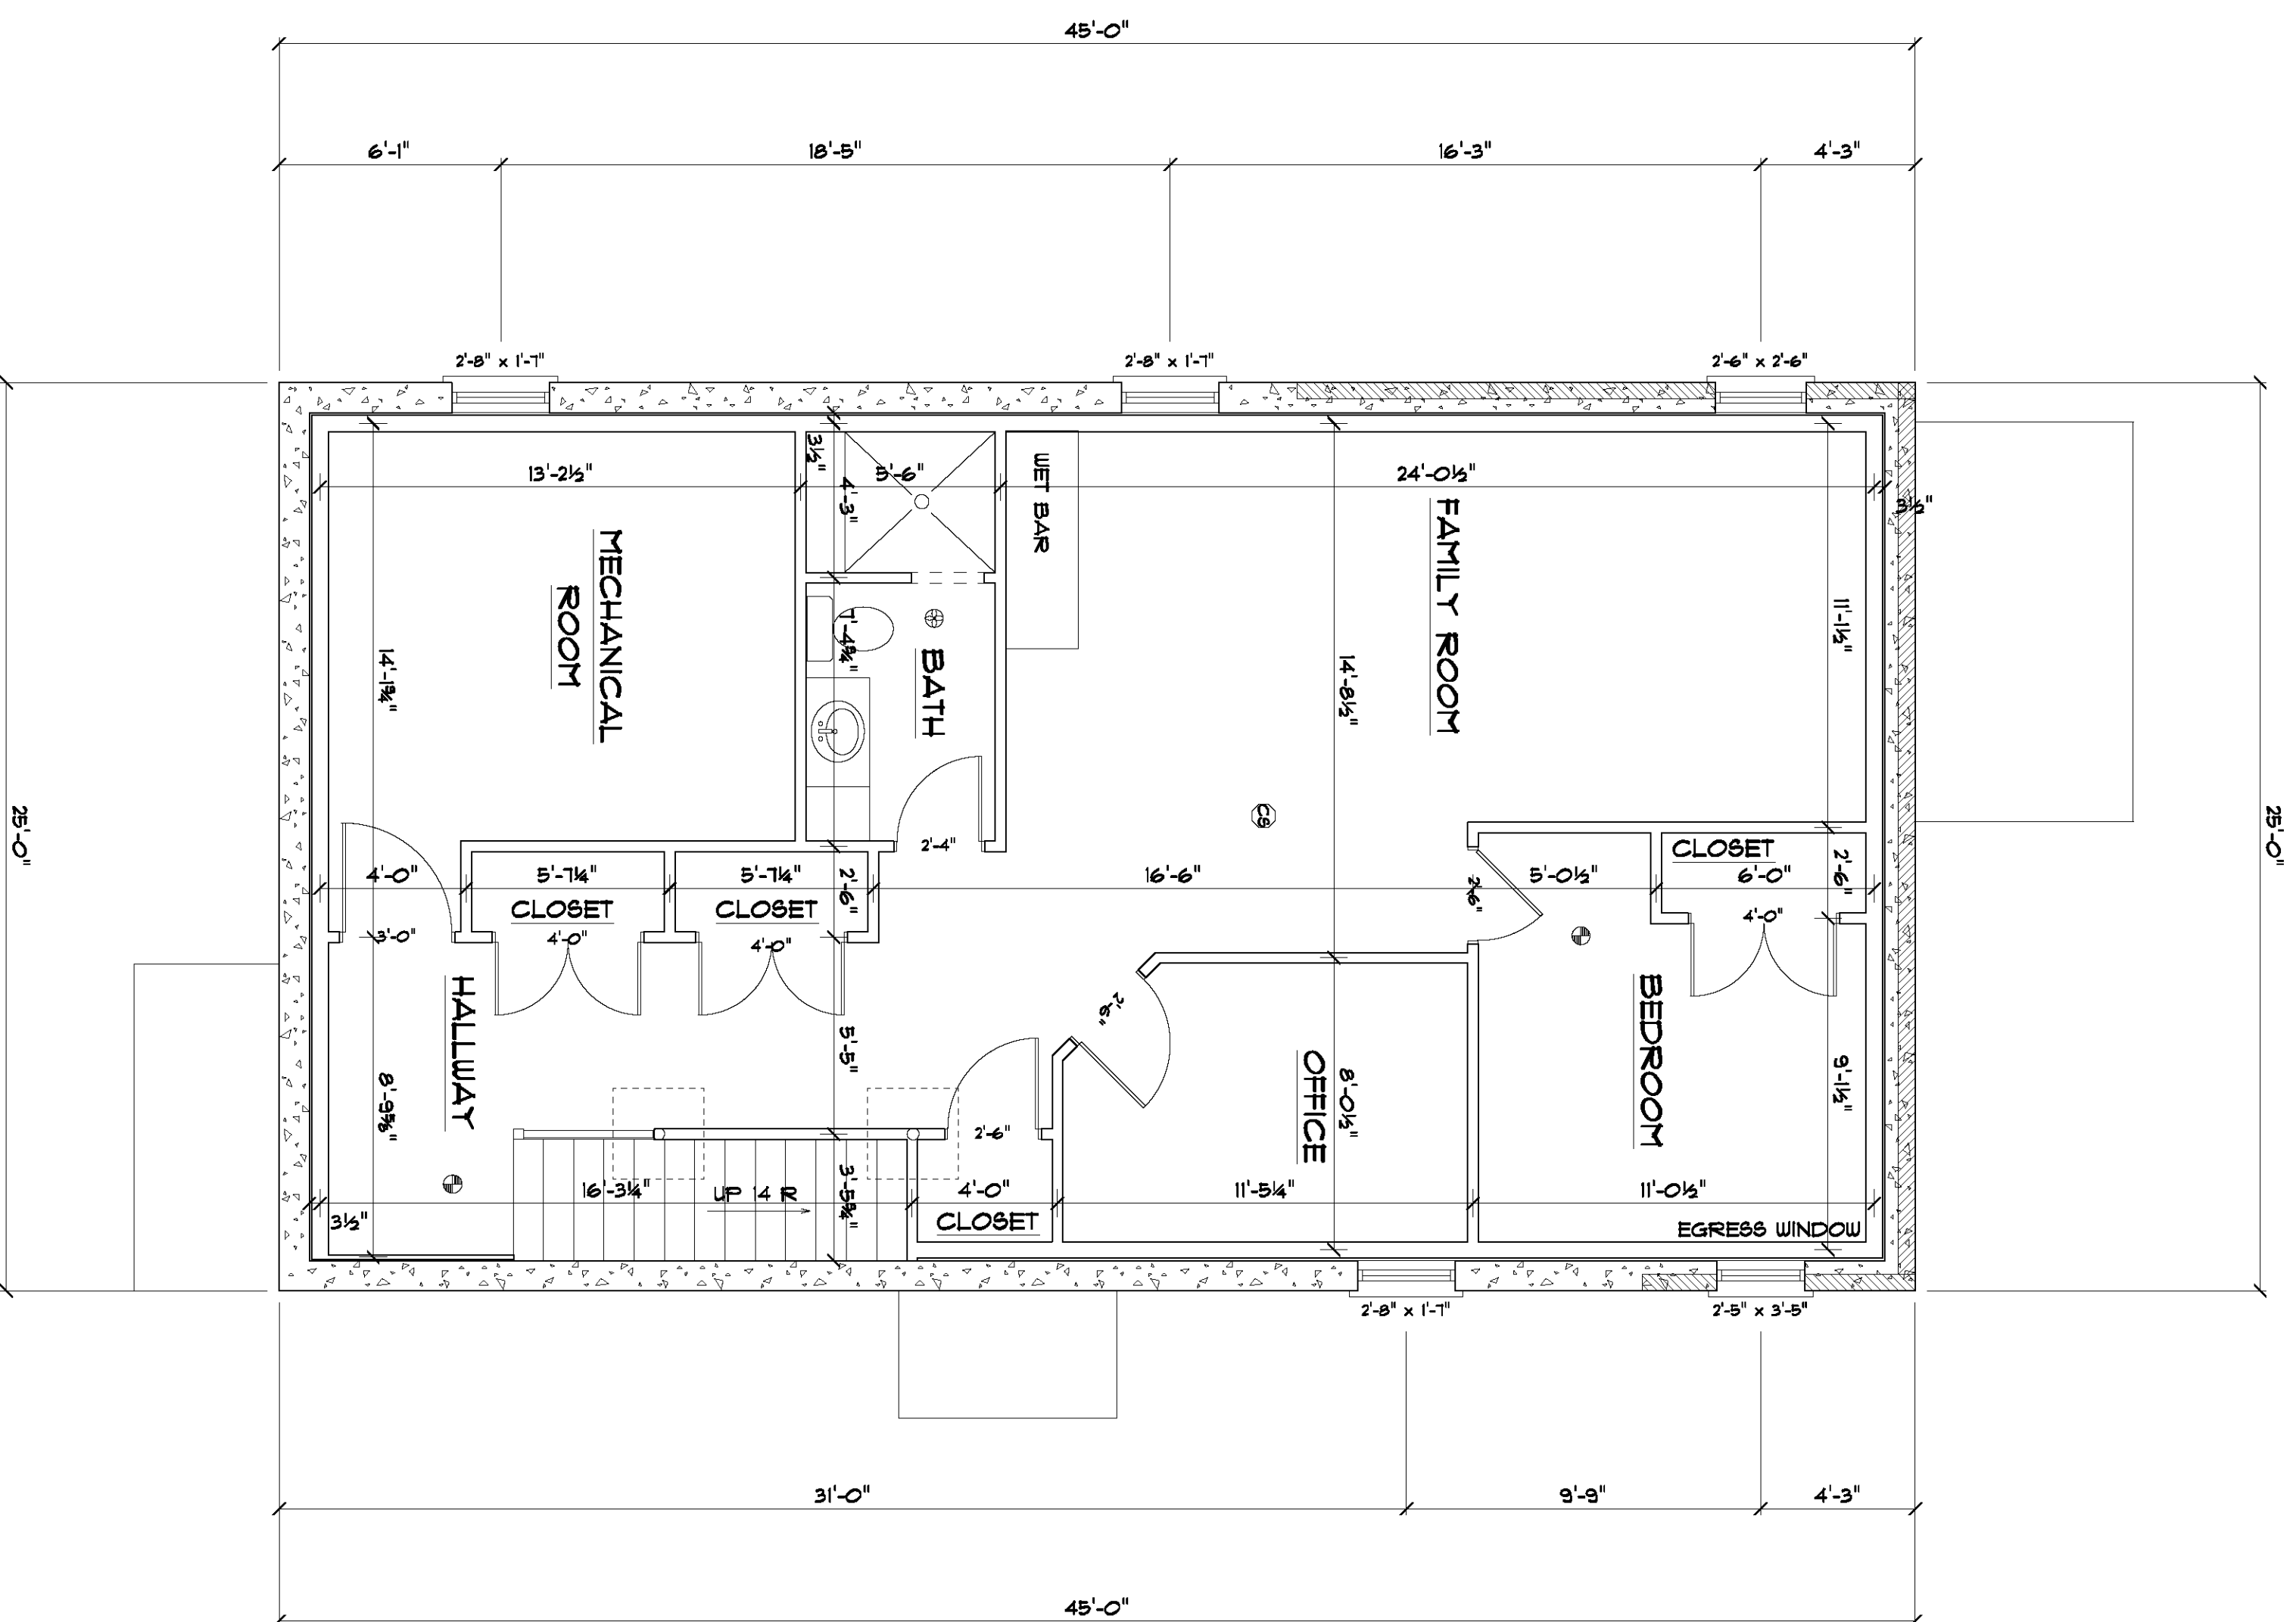 45'-0"
6'-1"
18'-5"
16'-3"
4'-3"
2'-8" x 1'-7"
2'-8" x 1'-7"
2'-6" x 2'-6"
3½"
13'-2½"
5'-6"
24'-0½"
3½"
4'-3"
WET BAR
FAMILY ROOM
MECHANICAL
ROOM
11'-1½"
7'-4¾"
BATH
14'-1¾"
14'-8½"
25'-0"
25'-0"
CS
2'-4"
CLOSET
4'-0"
5'-7¼"
5'-7¼"
2'-6"
16'-6"
2'-6"
5'-0½"
6'-0"
2'-6"
CLOSET
CLOSET
4'-0"
3'-0"
4'-0"
4'-0"
HALLWAY
2'-6"
BEDROOM
5'-5"
OFFICE
8'-0½"
9'-1½"
8'-9⅝"
2'-6"
16'-3¼"
UP 14 R
3'-5¾"
4'-0"
11'-5¼"
11'-0½"
3½"
CLOSET
EGRESS WINDOW
2'-8" x 1'-7"
2'-5" x 3'-5"
31'-0"
9'-9"
4'-3"
45'-0"